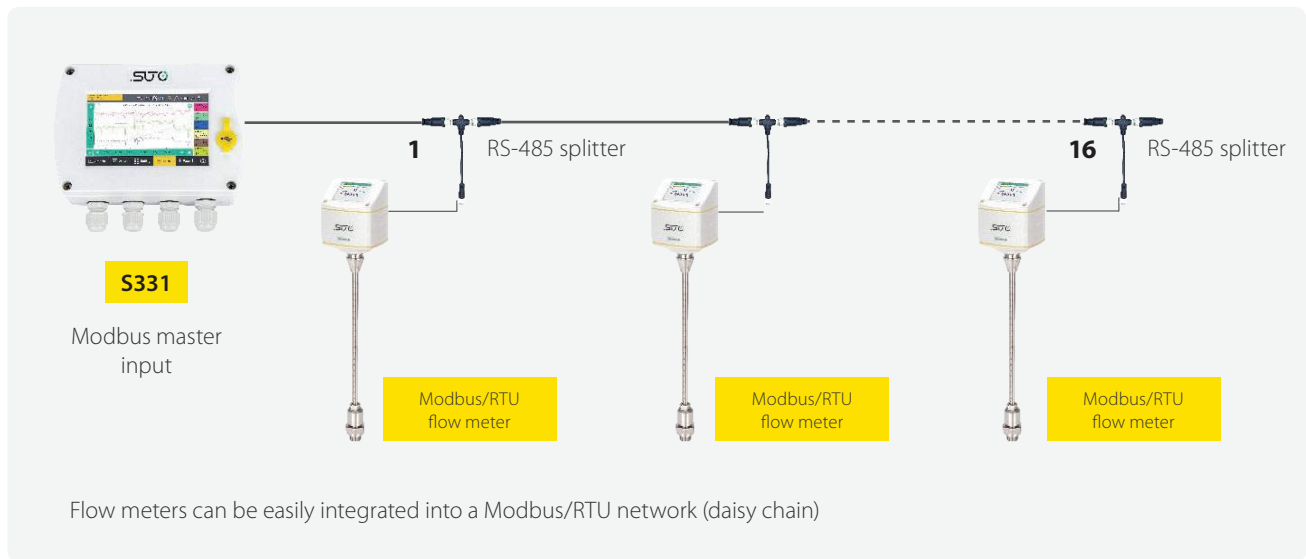 SUTO
1
RS-485 splitter
16
RS-485 splitter
SUTO
SUTO
SUTO
S331
Modbus master
input
Modbus/RTU
flow meter
Modbus/RTU
flow meter
Modbus/RTU
flow meter
Flow meters can be easily integrated into a Modbus/RTU network (daisy chain)